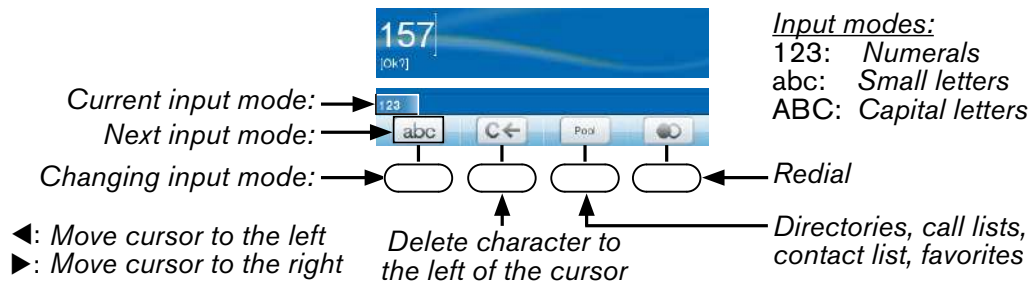 157
[Ok?]
Input modes:
123: Numerals
abc: Small letters
ABC: Capital letters
Current input mode:
123
Next input mode:
abc
C←
Pool
Changing input mode:
Redial
◀: Move cursor to the left
▶: Move cursor to the right
Delete character to
the left of the cursor
Directories, call lists,
contact list, favorites